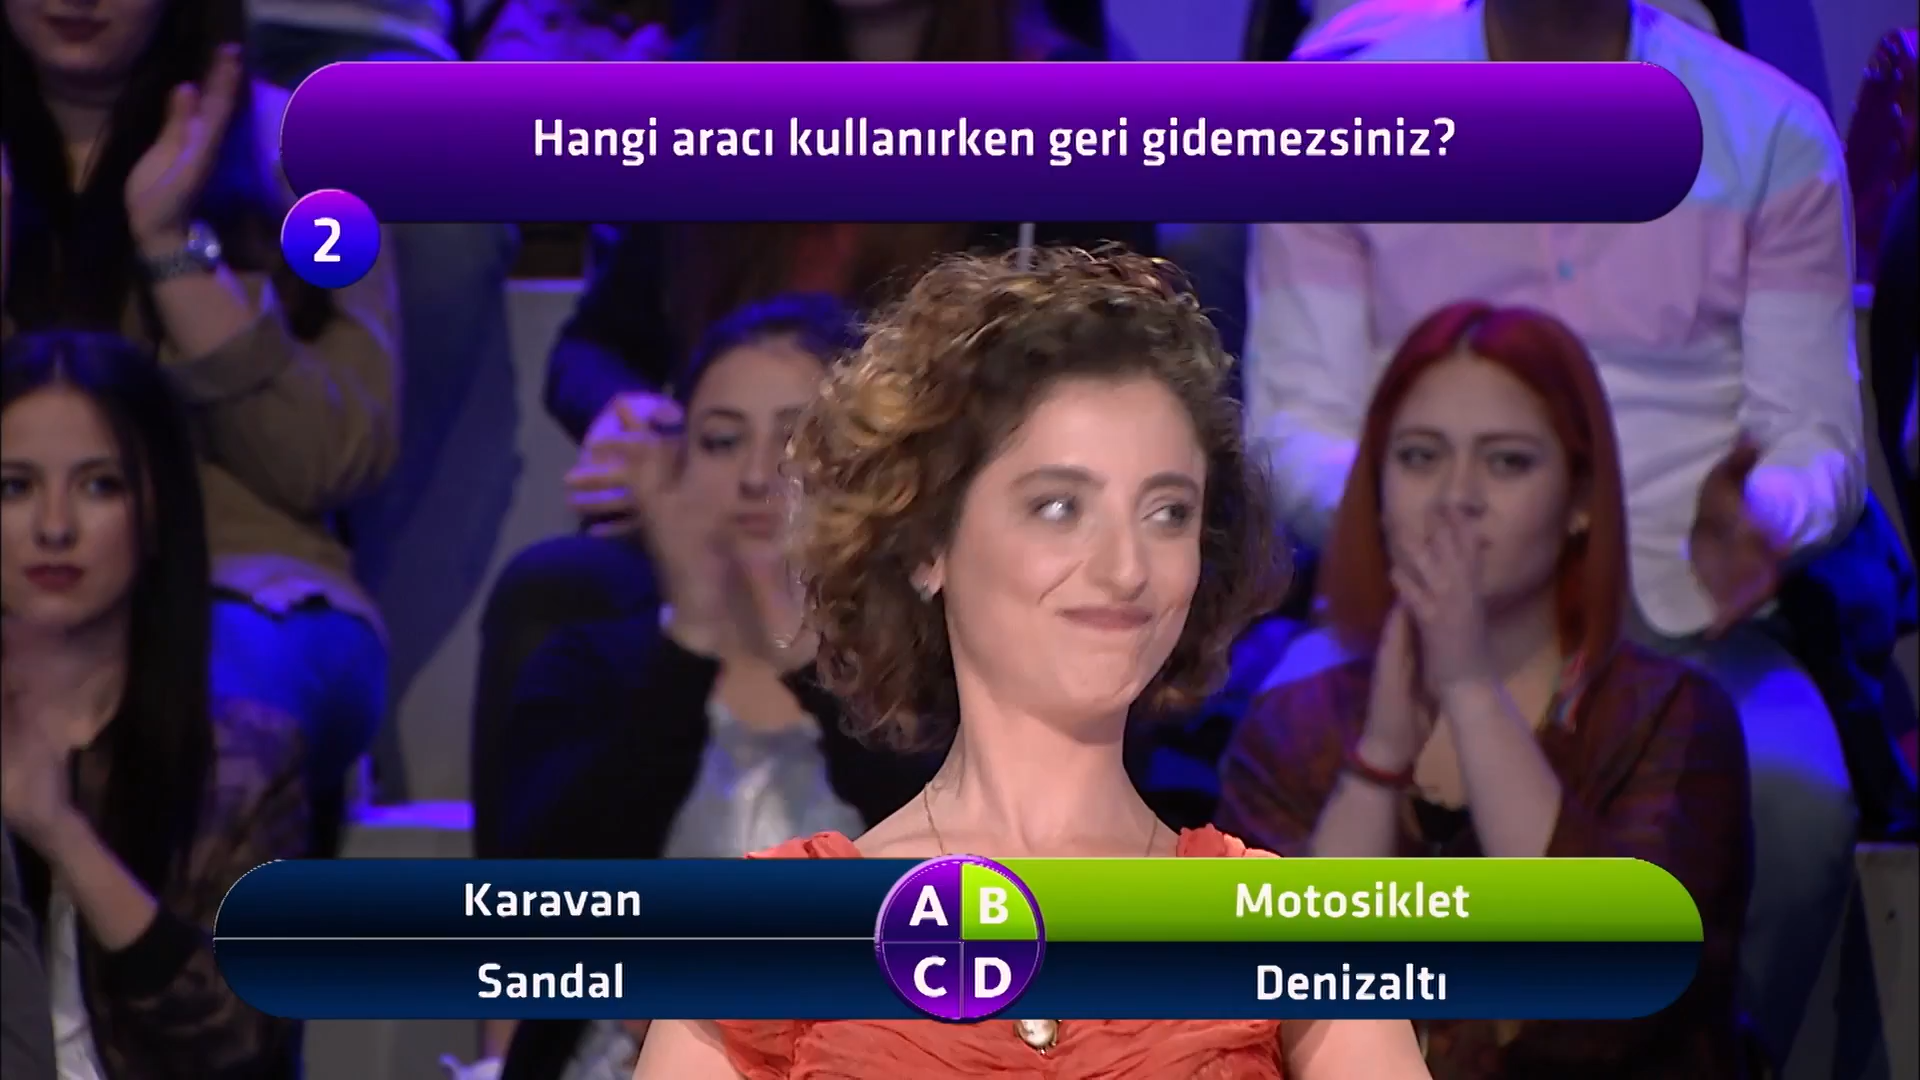 Hangi aracı kullanırken geri gidemezsiniz?
2
A Karavan
B Motosiklet
C Sandal
D Denizaltı